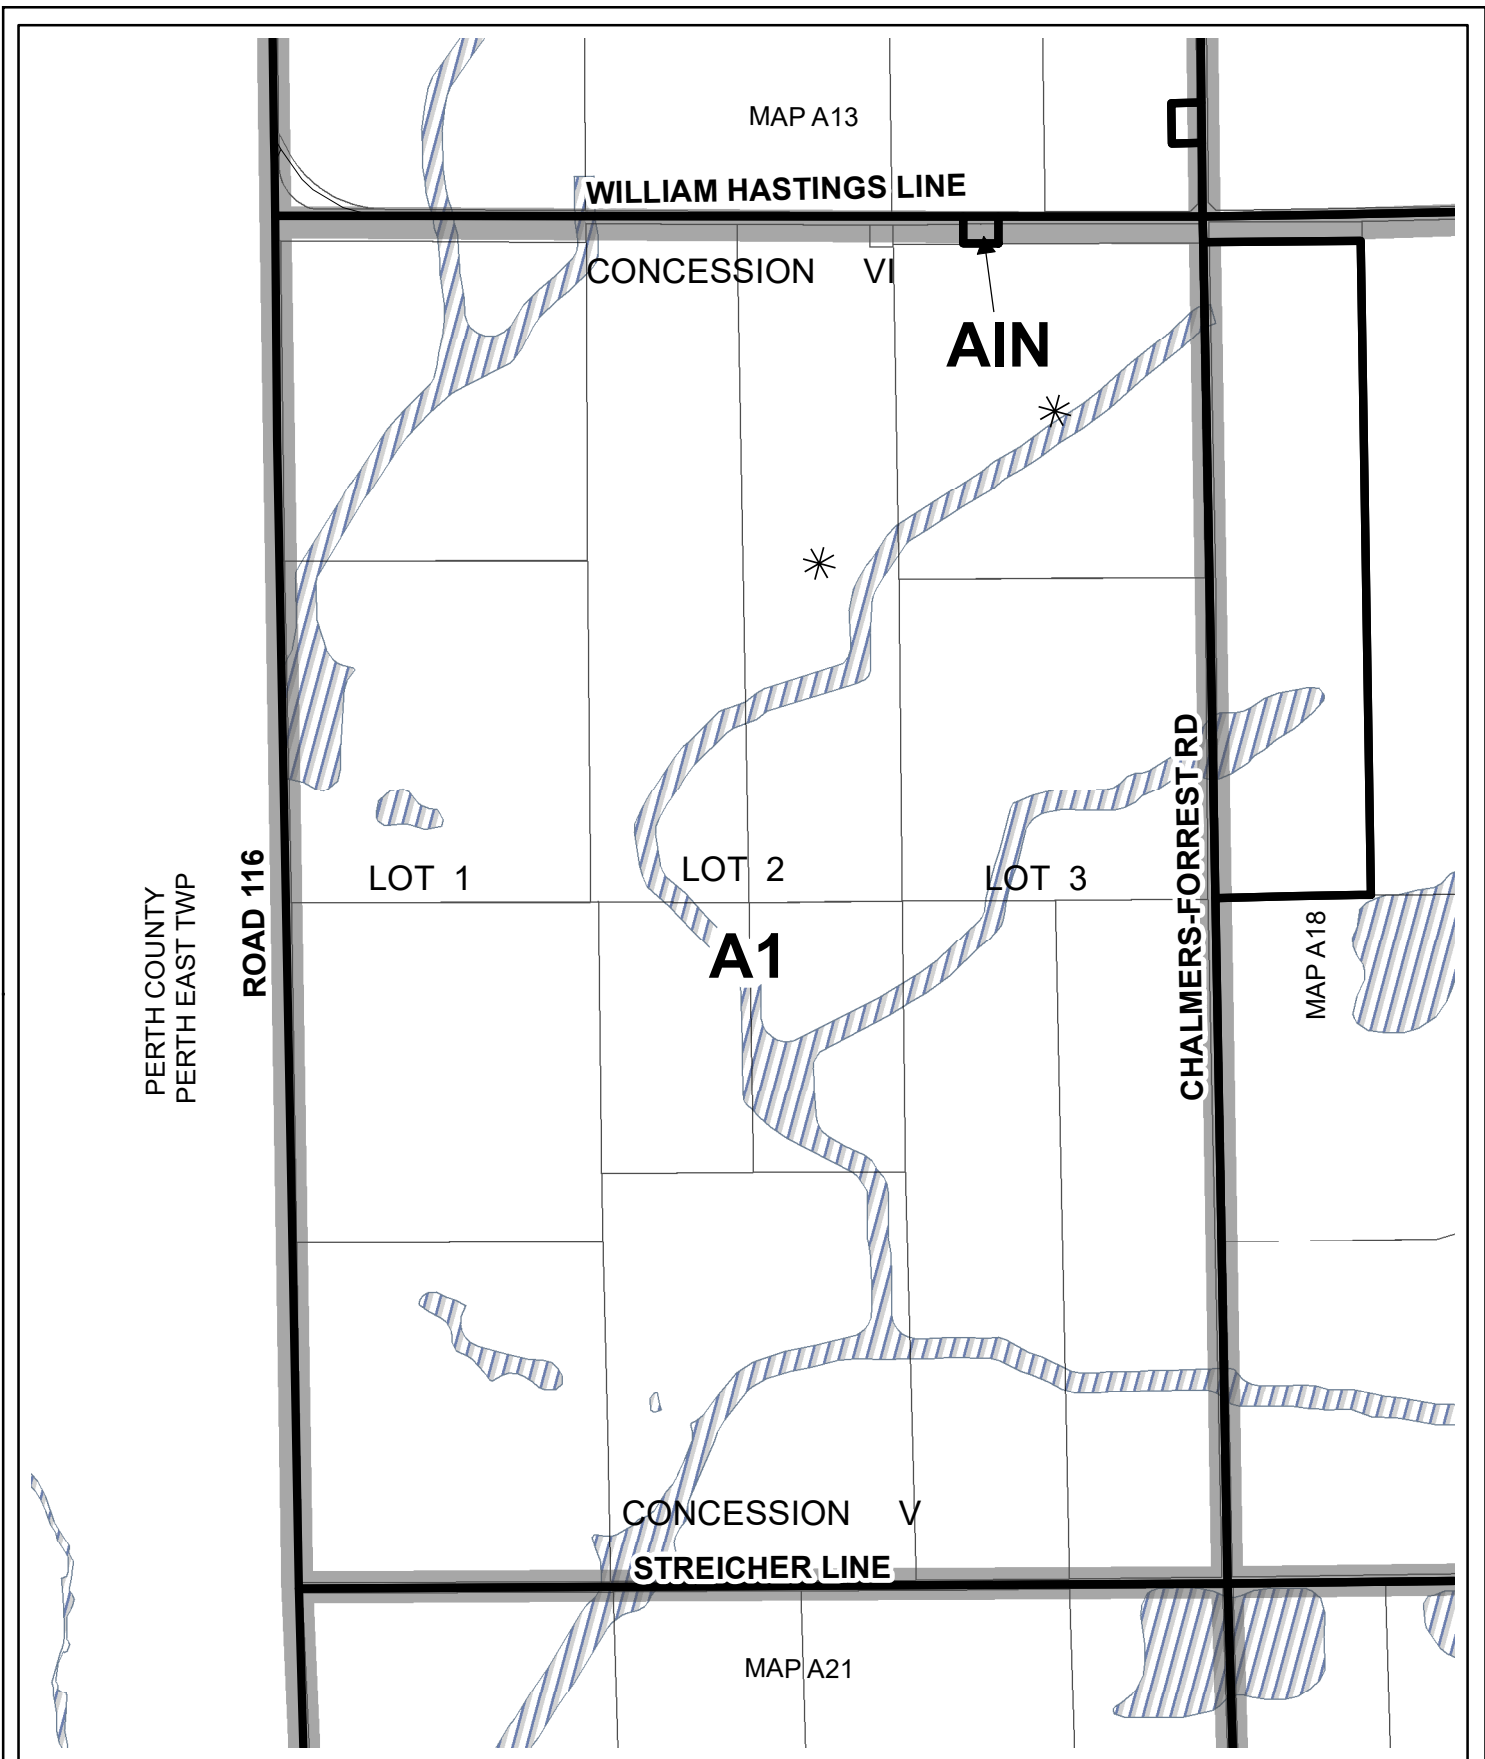 MAP A13
WILLIAM HASTINGS LINE
CONCESSION VI
AIN
LOT 1
LOT 2
LOT 3
A1
PERTH COUNTY
PERTH EAST TWP
ROAD 116
CHALMERS-FORREST RD
MAP A18
CONCESSION V
STREICHER LINE
MAP A21